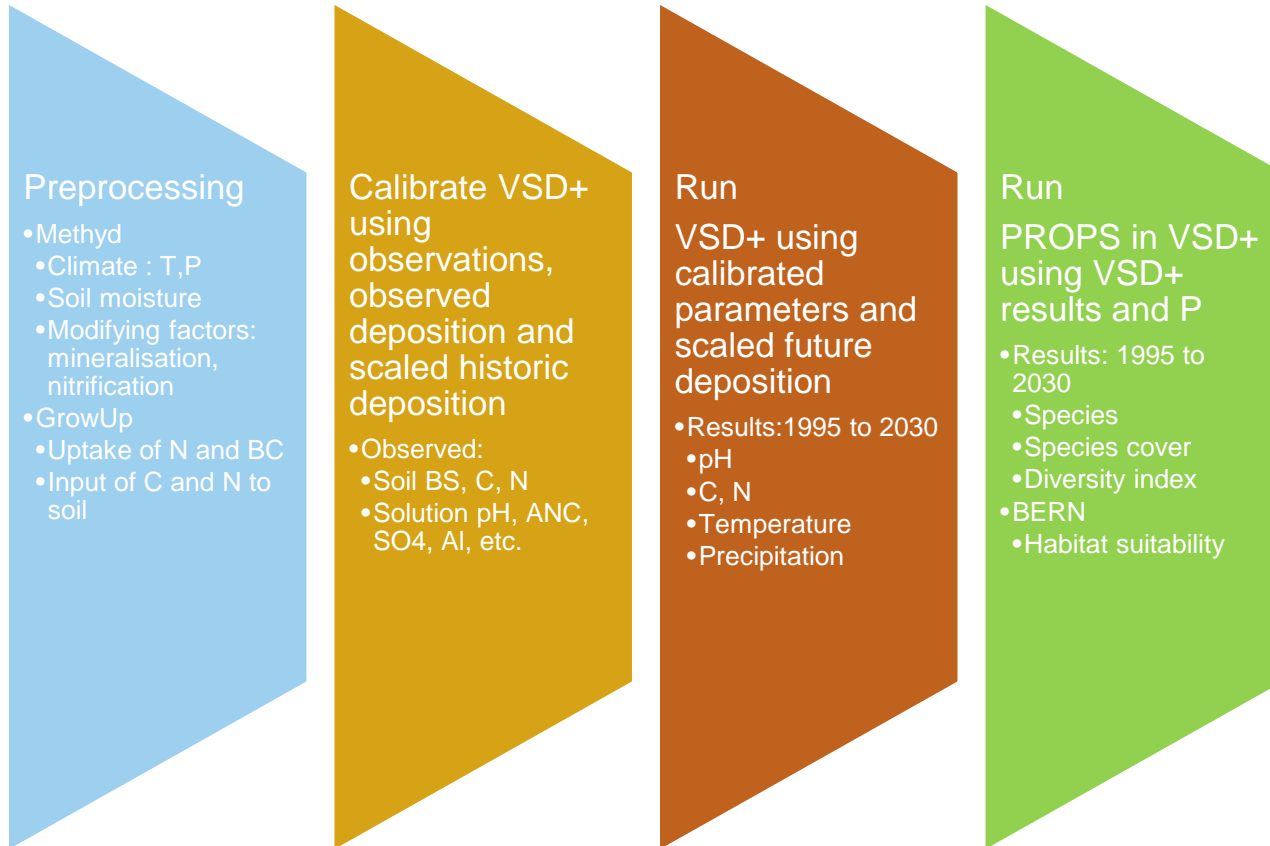 Preprocessing
•Methyd
•Climate : T,P
•Soil moisture
•Modifying factors:
mineralisation,
nitrification
•GrowUp
•Uptake of N and BC
•Input of C and N to
soil
Calibrate VSD+
using
observations,
observed
deposition and
scaled historic
deposition
•Observed:
•Soil BS, C, N
•Solution pH, ANC,
SO4, Al, etc.
Run
VSD+ using
calibrated
parameters and
scaled future
deposition
•Results:1995 to 2030
•pH
•C, N
•Temperature
•Precipitation
Run
PROPS in VSD+
using VSD+
results and P
•Results: 1995 to
2030
•Species
•Species cover
•Diversity index
•BERN
•Habitat suitability